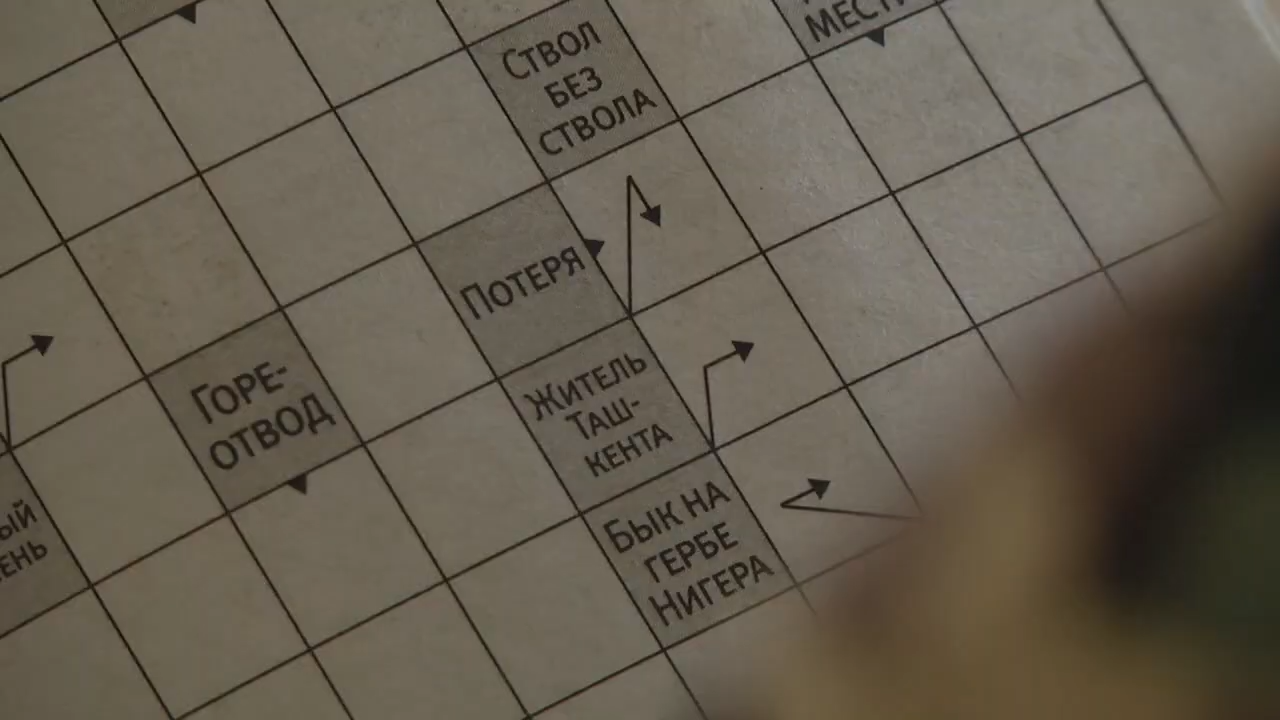 МЕСТ
Ствол
без
ствола
Потеря
Горе-
отвод
Житель
Таш-
кента
Бык на
гербе
Нигера
ый
ень